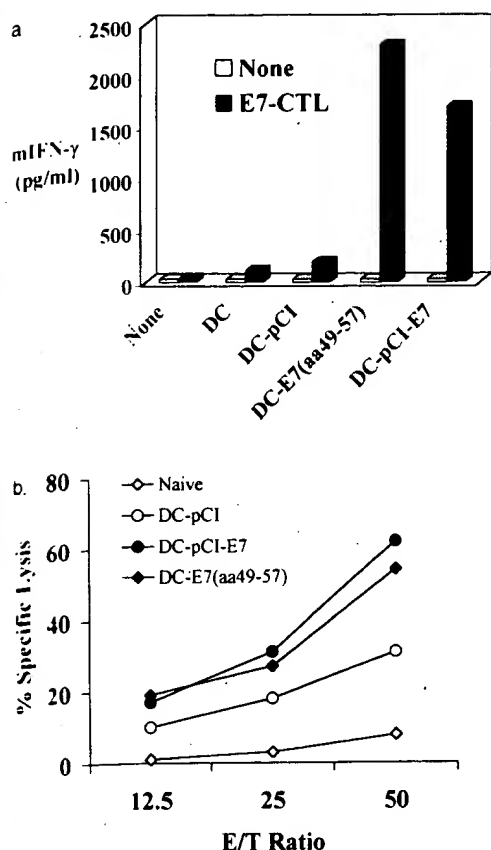 a
2500
2000
1500
1000
500
0
mIFN-γ
(pg/ml)
None
E7-CTL
None
DC
DC-pCI
DC-E7(aa49-57)
DC-pCI-E7
b.
80
60
40
20
0
% Specific Lysis
Naive
DC-pCI
DC-pCI-E7
DC-E7(aa49-57)
12.5 25 50
E/T Ratio